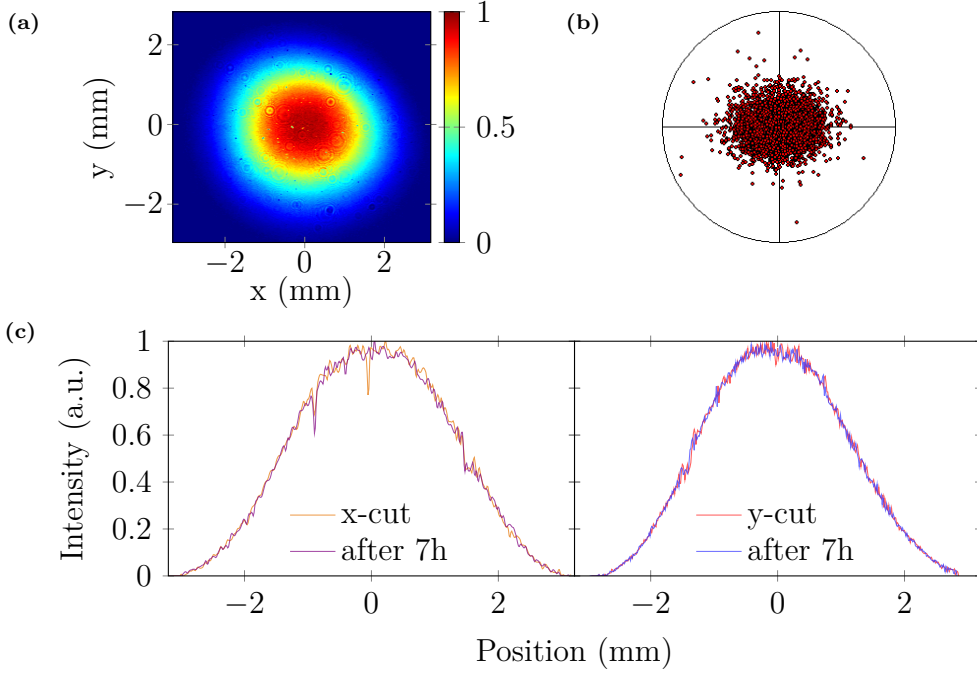 (a)
2
0
−2
y (mm)
−2 0 2
x (mm)
1
0.5
0
(b)
(c)
1
0.8
0.6
0.4
0.2
0
Intensity (a.u.)
x-cut
after 7h
y-cut
after 7h
−2 0 2 −2 0 2
Position (mm)